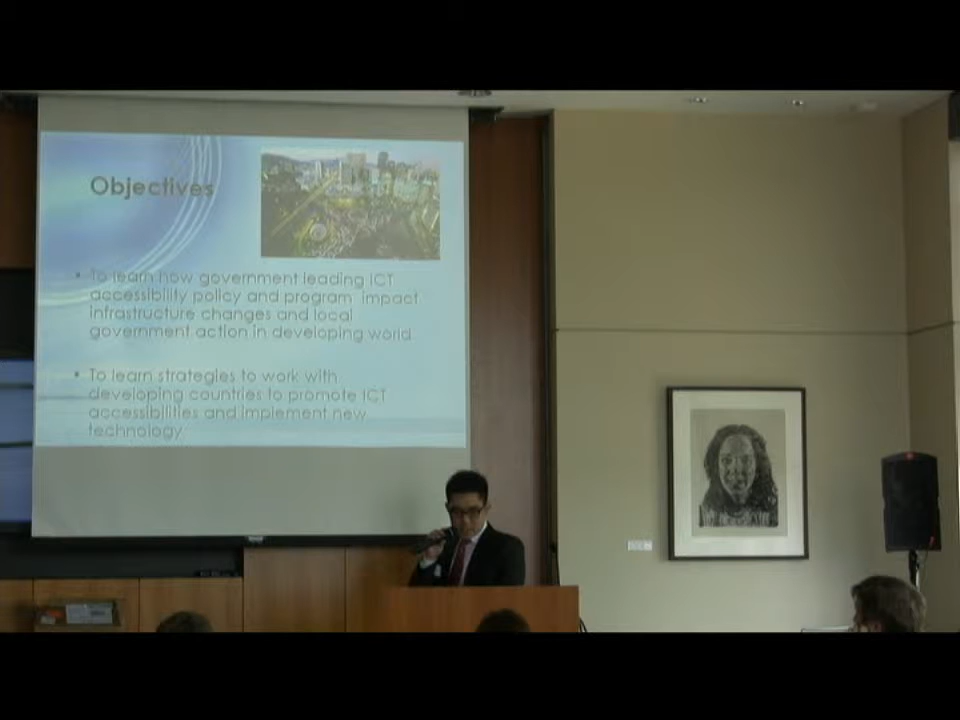 Objectives
• To learn how government leading ICT
accessibility policy and program impact
infrastructure changes and local
government action in developing world
• To learn strategies to work with
developing countries to promote ICT
accessibilities and implement new
technology